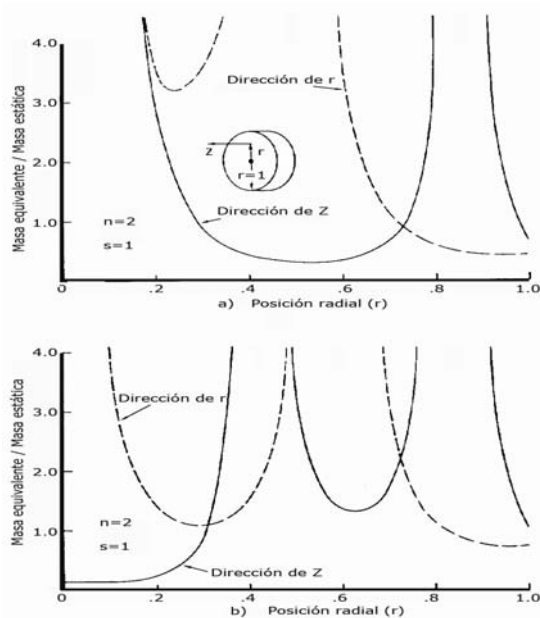 Masa equivalente / Masa estática
4.0
3.0
2.0
1.0
0
.2
.4
.6
.8
1.0
Dirección de r
Z
r
r=1
Dirección de Z
n=2
s=1
a) Posición radial (r)
Masa equivalente / Masa estática
4.0
3.0
2.0
1.0
0
.2
.4
.6
.8
1.0
Dirección de r
n=2
s=1
Dirección de Z
b) Posición radial (r)